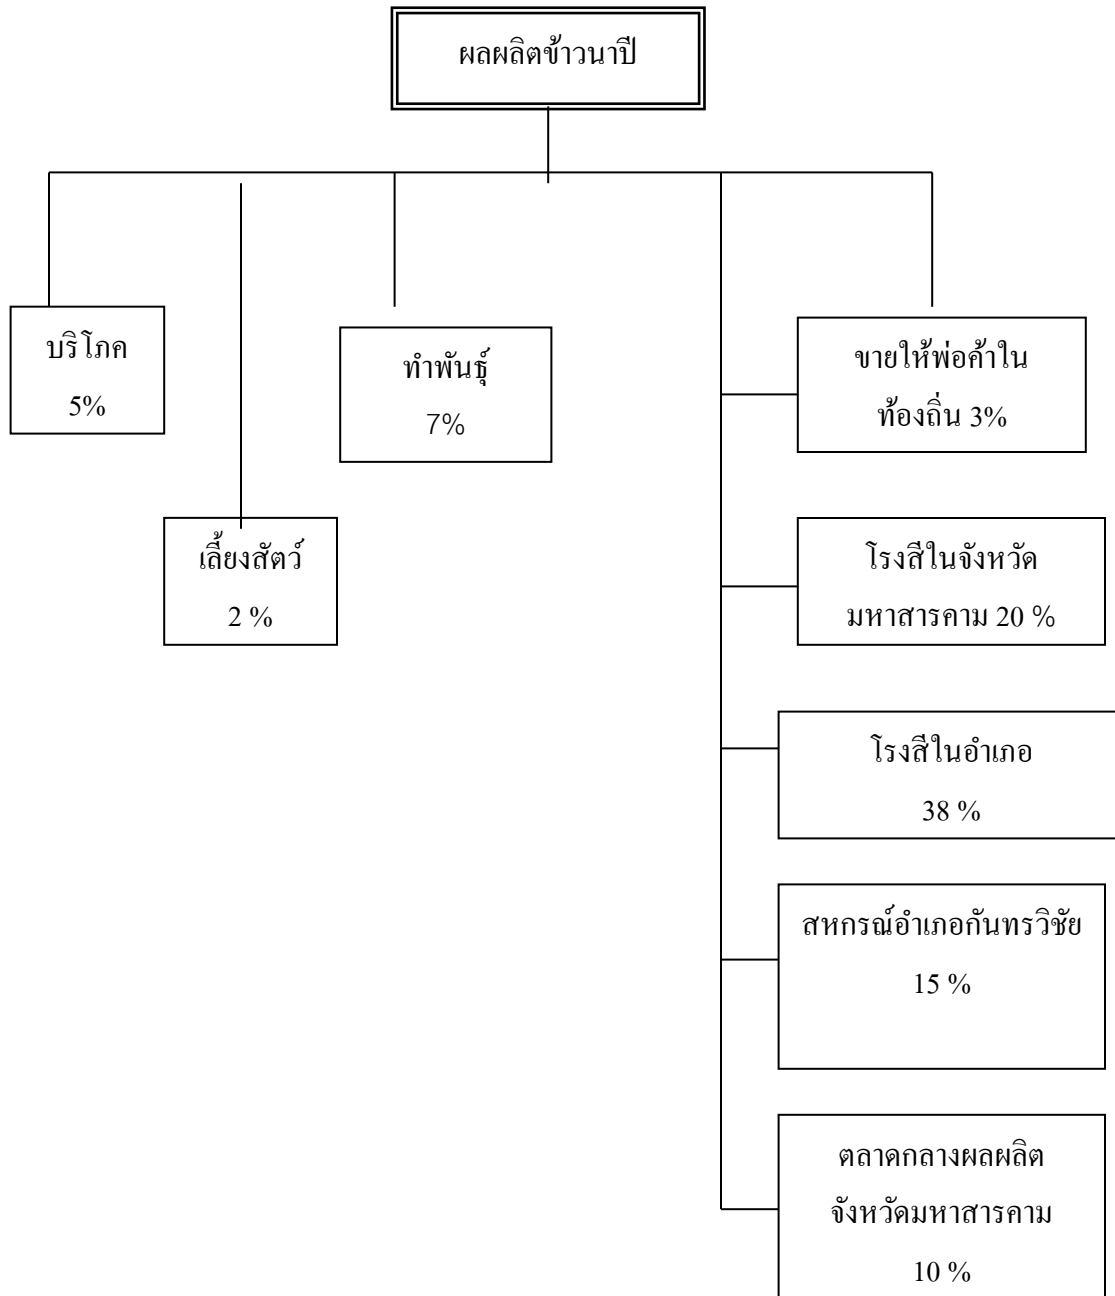 ผลผลิตข้าวนาปี
บริโภค
5%
เลี้ยงสัตว์
2 %
ทำพันธุ์
7%
ขายให้พ่อค้าใน
ท้องถิ่น 3%
โรงสีในจังหวัด
มหาสารคาม 20 %
โรงสีในอำเภอ
38 %
สหกรณ์อำเภอกันทรวิชัย
15 %
ตลาดกลางผลผลิต
จังหวัดมหาสารคาม
10 %